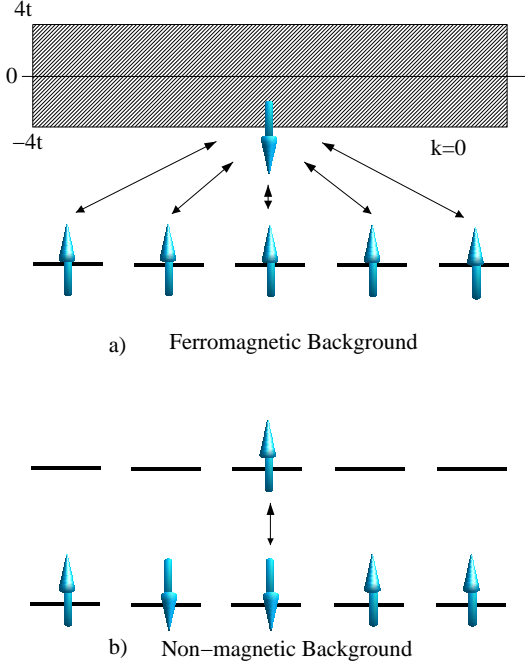 4t
0
−4t
k=0
a) Ferromagnetic Background
b) Non−magnetic Background